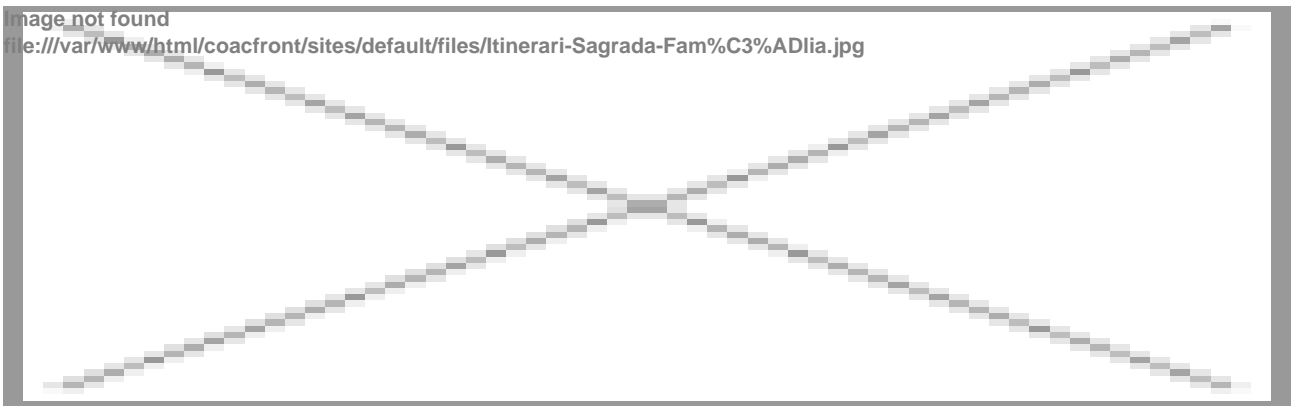 Image not found
file:///var/www/html/coacfront/sites/default/files/Itinerari-Sagrada-Fam%C3%ADlia.jpg